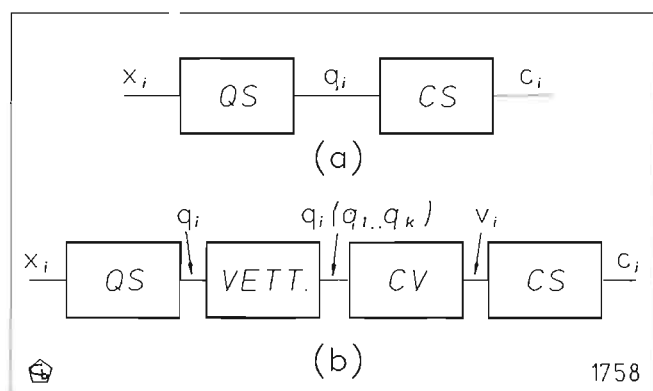 x_i QS q_i CS c_i
(a)
q_i q_i(q_1..q_k) v_i
x_i QS VETT. CV CS c_i
(b) 1758